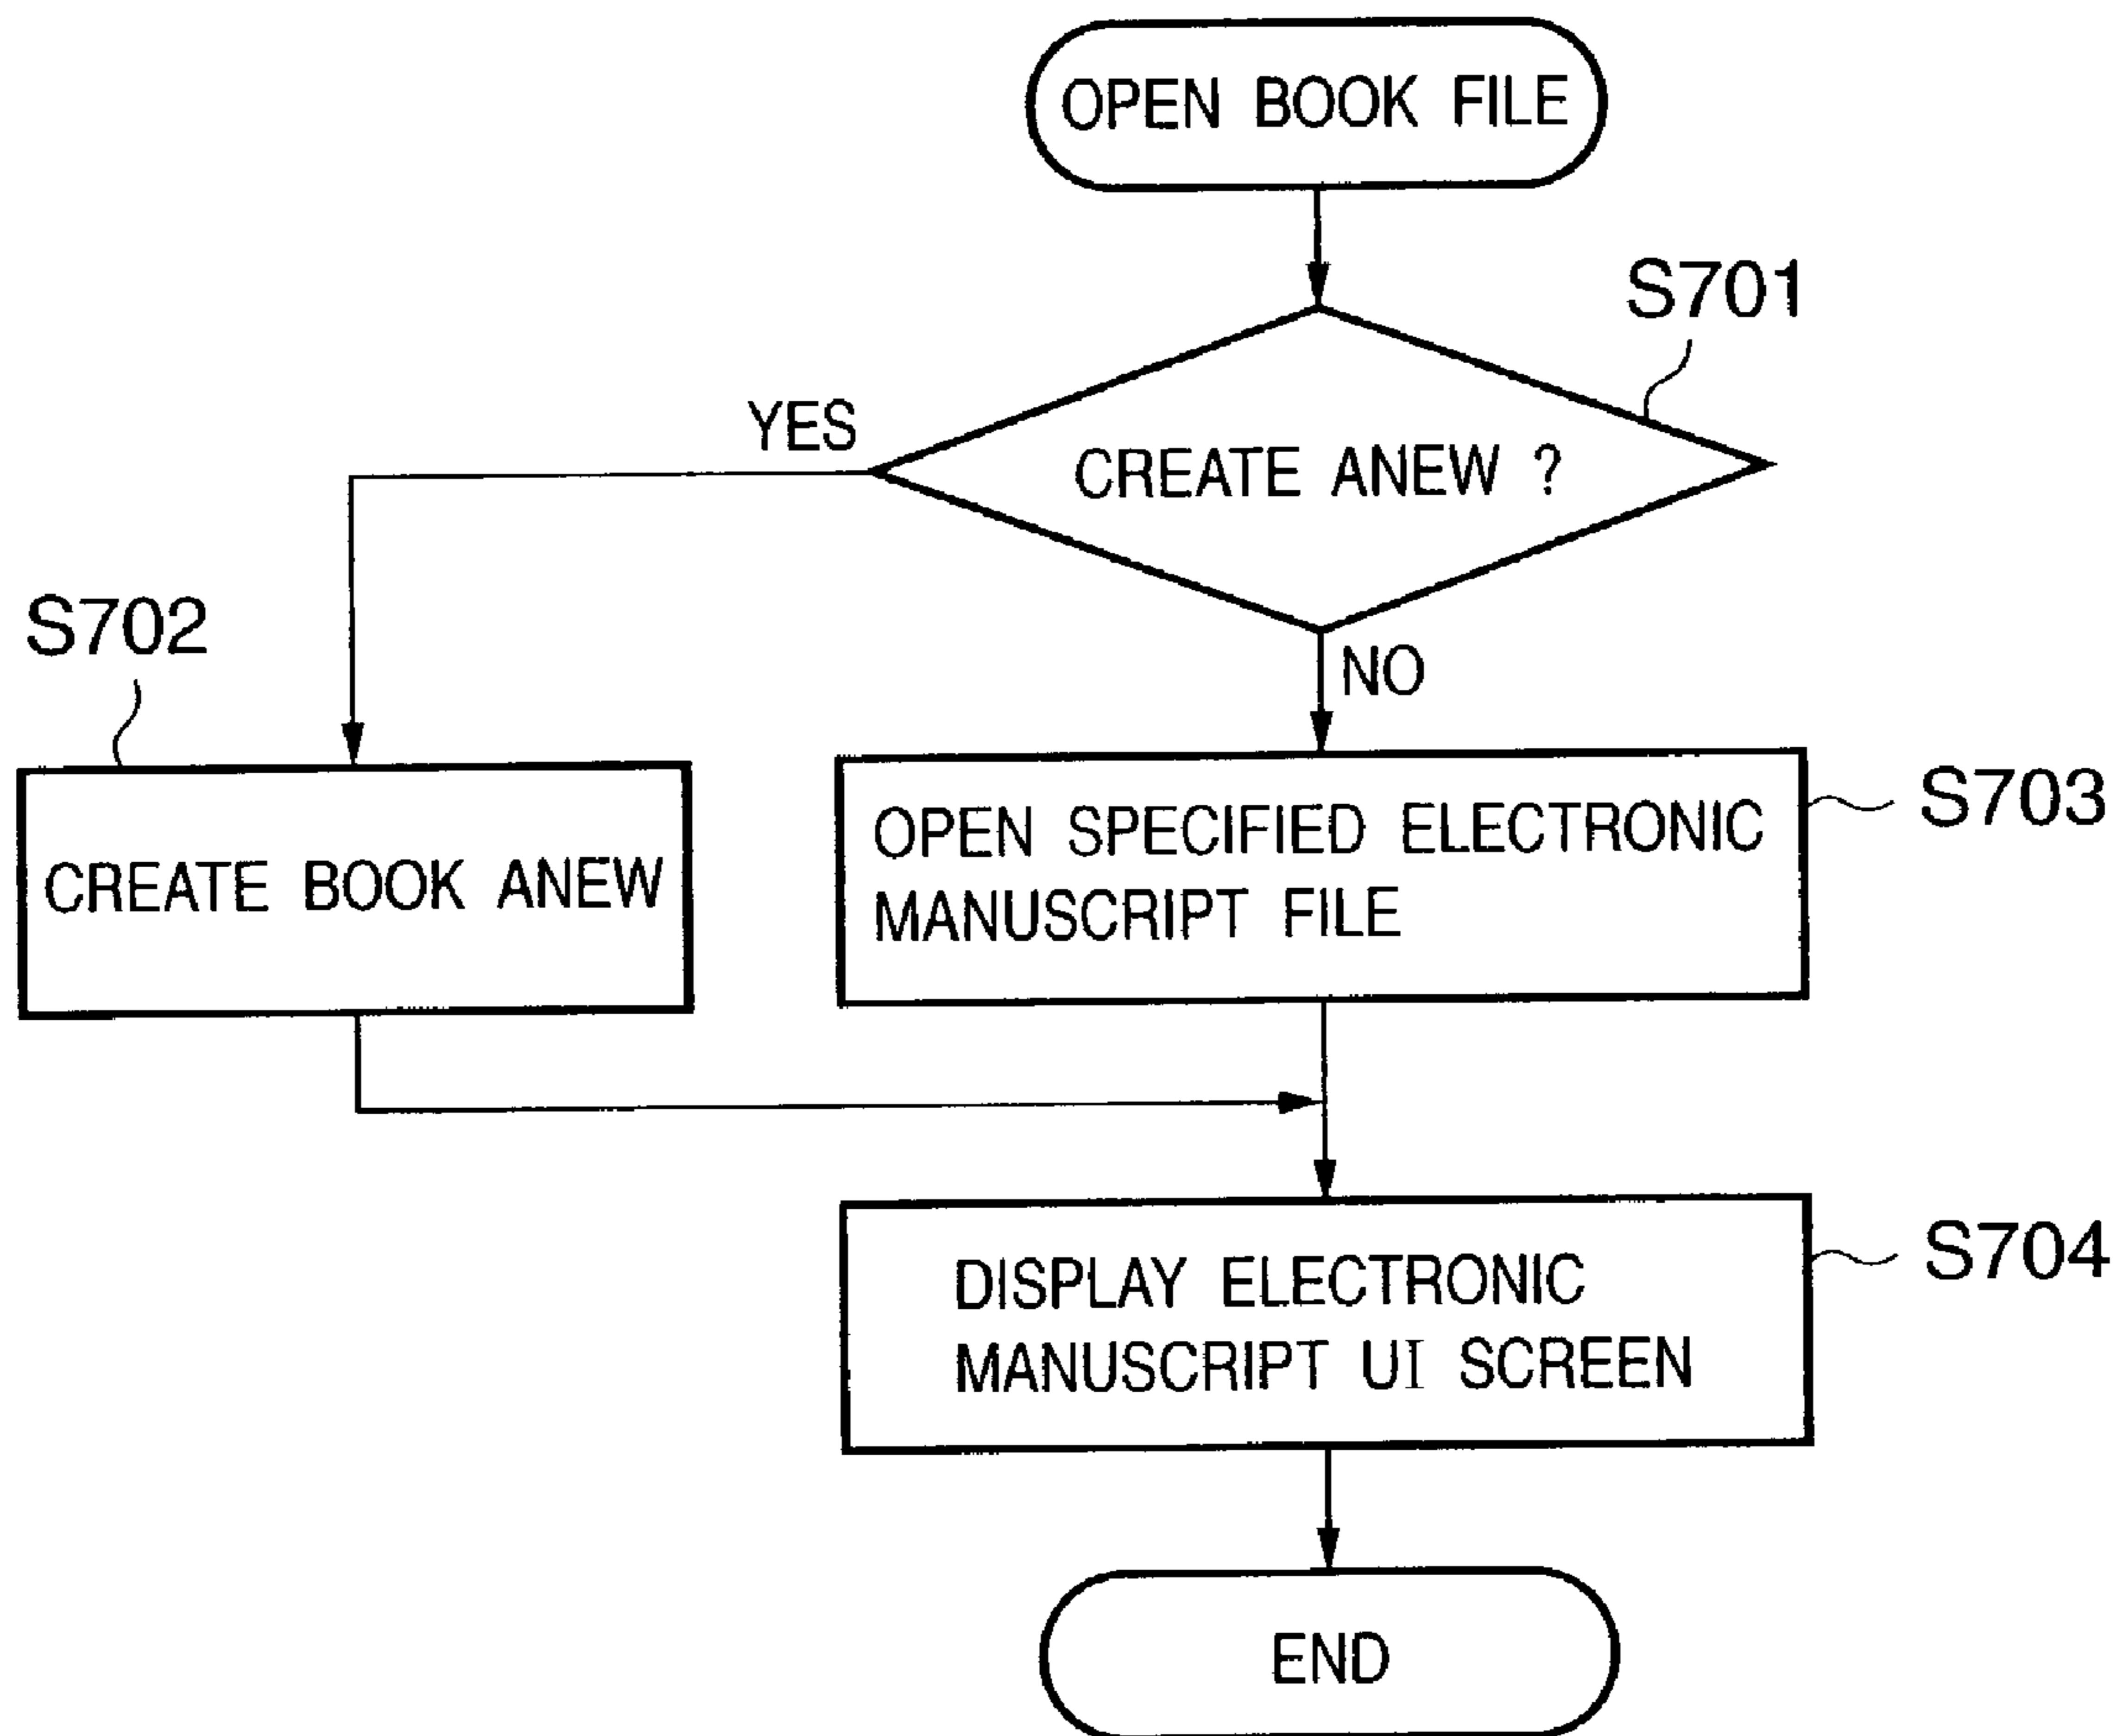 OPEN BOOK FILE
S701
YES
CREATE ANEW ?
S702
NO
CREATE BOOK ANEW
OPEN SPECIFIED ELECTRONIC
MANUSCRIPT FILE
S703
DISPLAY ELECTRONIC
MANUSCRIPT UI SCREEN
S704
END